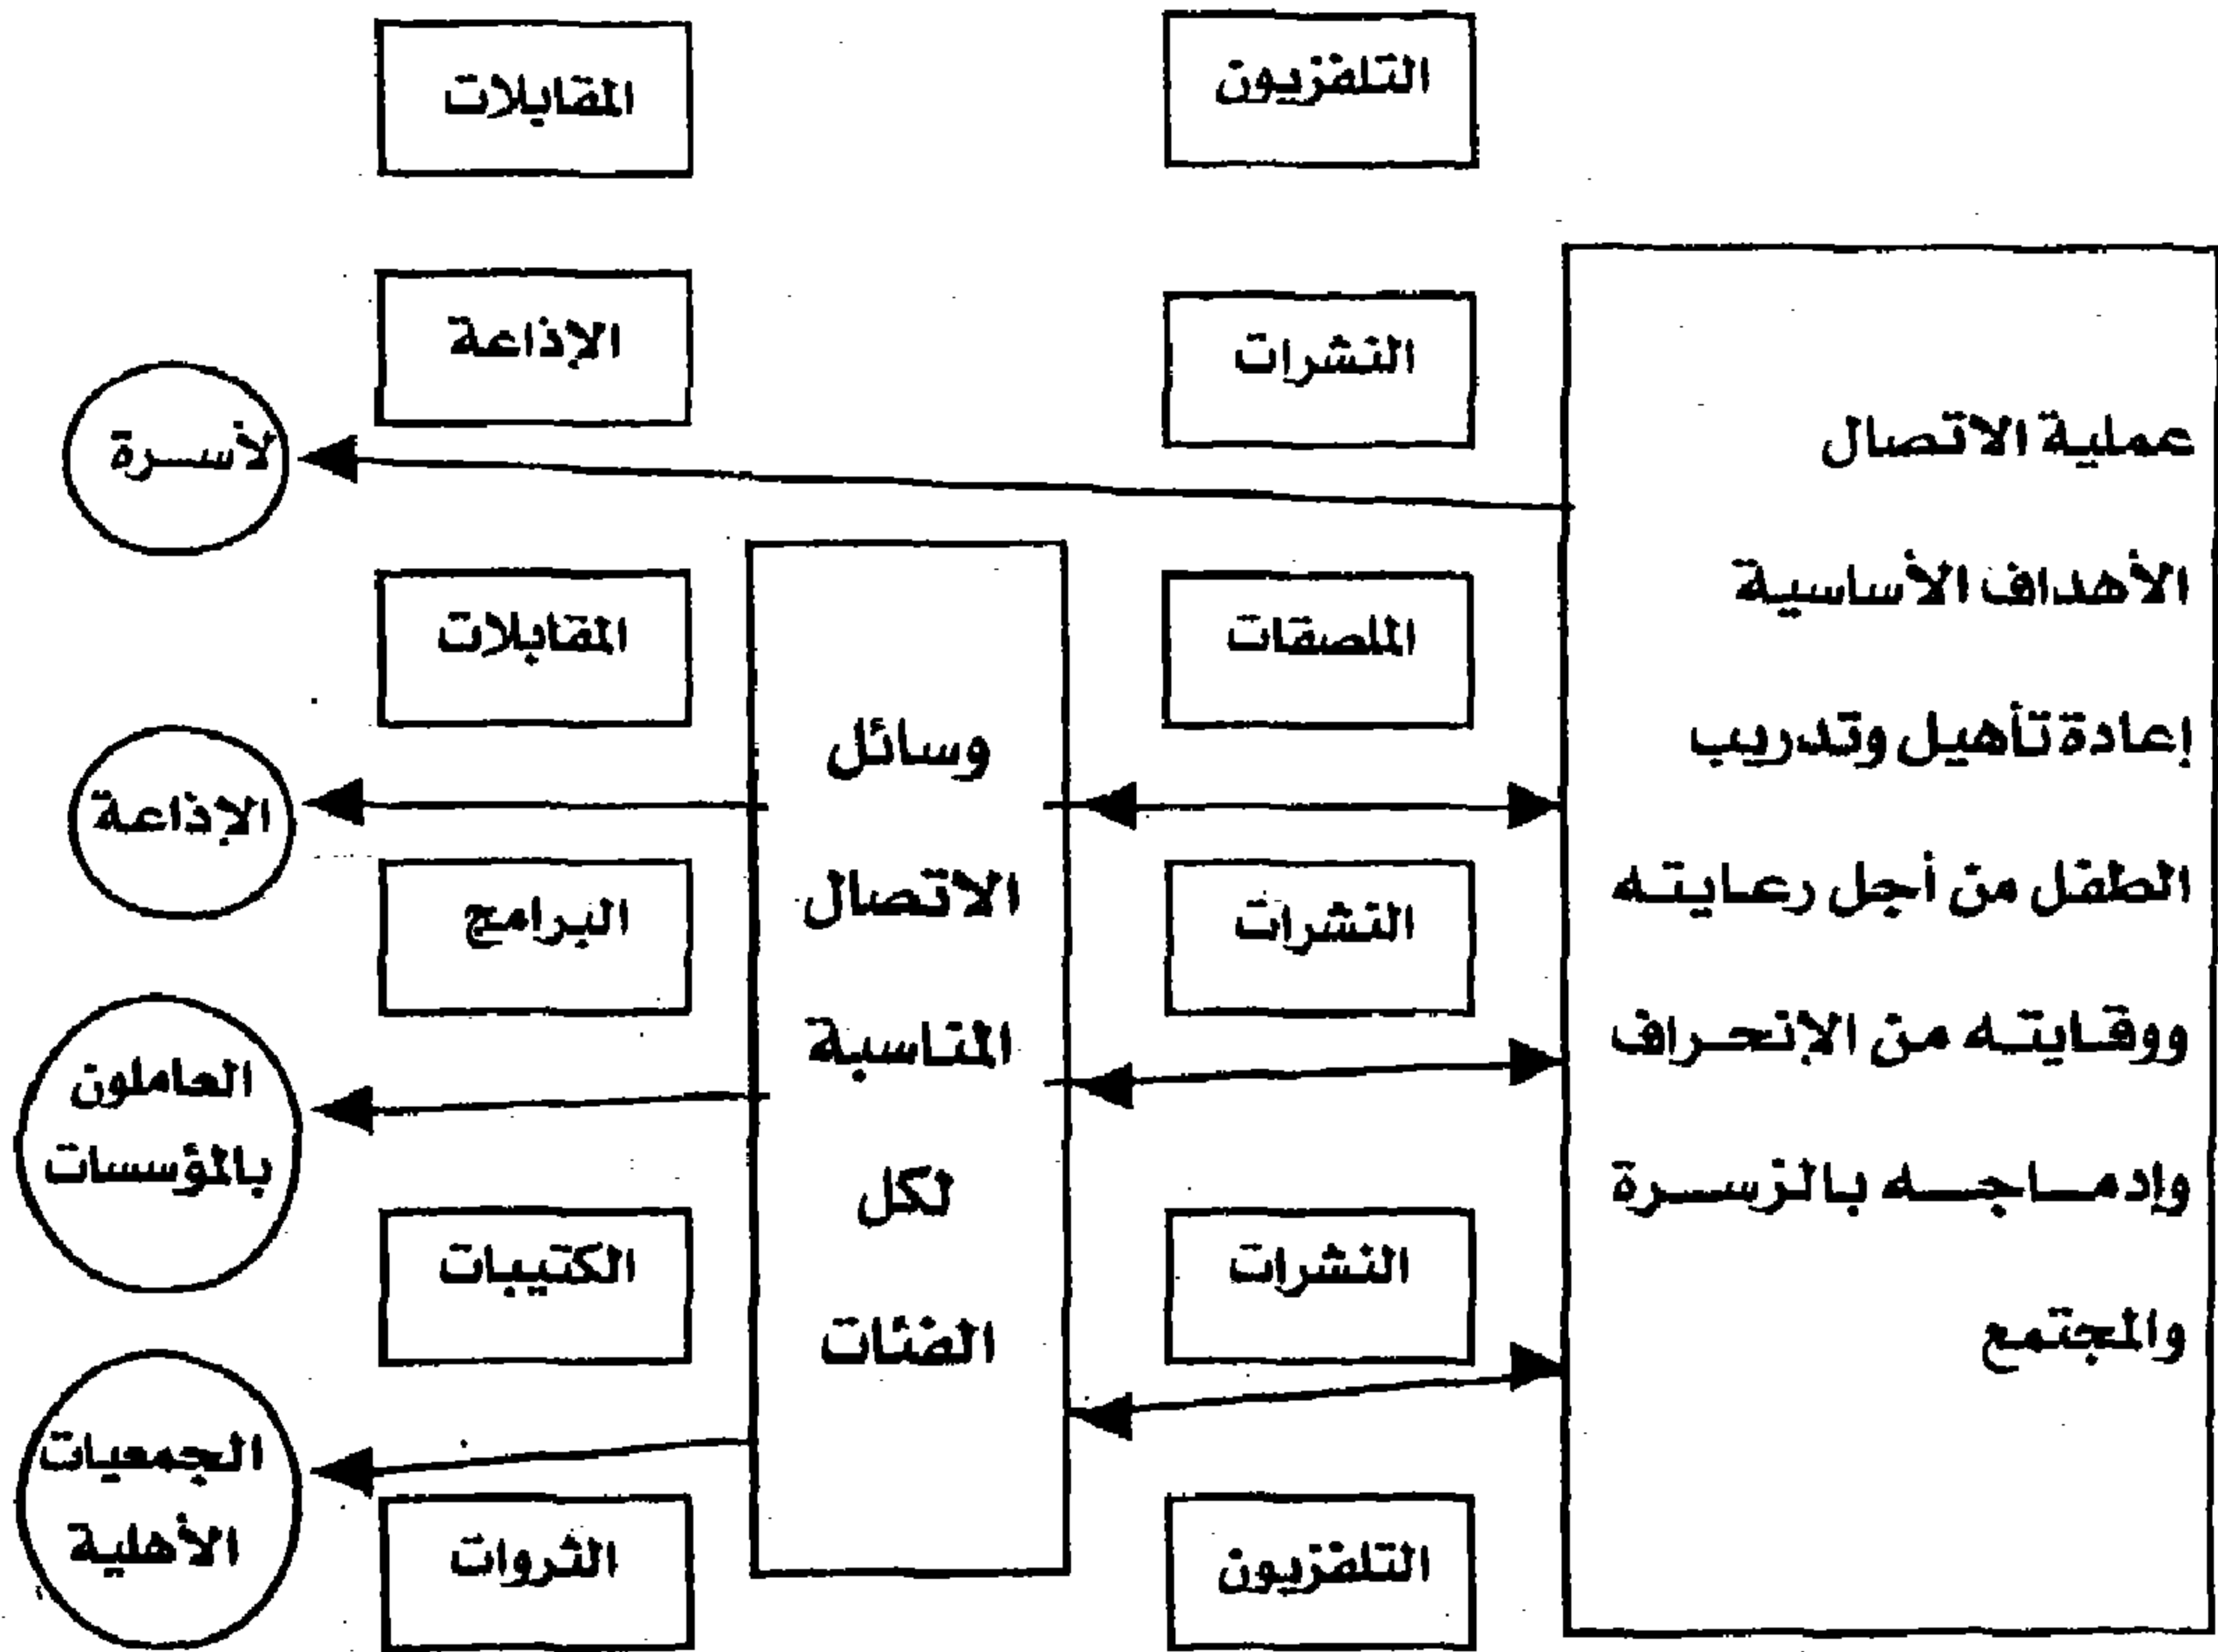 عملية الاتصال
الأهداف الأساسية
إعادة تأهيل وتدريب
الطفل من أجل رعايته
ووقايته من الإنحراف
وإدماجه بالزسرة
والمجتمع
التلفزيون
النشرات
الملصقات
النشرات
النشرات
التلفزيون
وسائل
الاتصال
المناسبة
لكل
الفئات
المقابلات
الإذاعة
المقابلات
البرامج
الكتيبات
الثروات
لأسرة
الإذاعة
العاملون
بالمؤسسات
الجمعيات
الأهلية